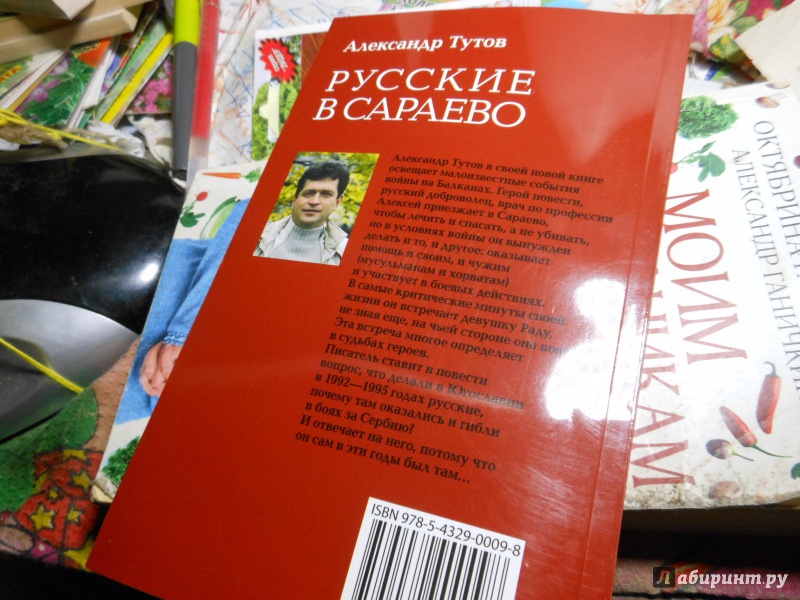 Александр Тутов
РУССКИЕ
В САРАЕВО
Александр Тутов в своей новой книге
освещает малоизвестные события
войны на Балканах. Герой повести,
русский доброволец, врач по профессии
Алексей приезжает в Сараево,
чтобы лечить и спасать, а не убивать,
но в условиях войны он вынужден
делать и то, и другое: оказывает
помощь и своим, и чужим
(мусульманам и хорватам)
и участвует в боевых действиях.
В самые критические минуты своей
жизни он встречает девушку Раду,
не зная еще, на чьей стороне она
Эта встреча многое определяет
в судьбах героев.
Писатель ставит в повести
вопрос, что делали в Югославии
в 1992—1995 годах русские,
почему там оказались и гибли
в боях за Сербию?
И отвечает на него, потому что
он сам в эти годы был там...
ISBN 978-5-4329-0009-8
ОКТЯБРИНА
АЛЕКСАНДР ГАНИЧКИН
МОИМ
Лабиринт.ру